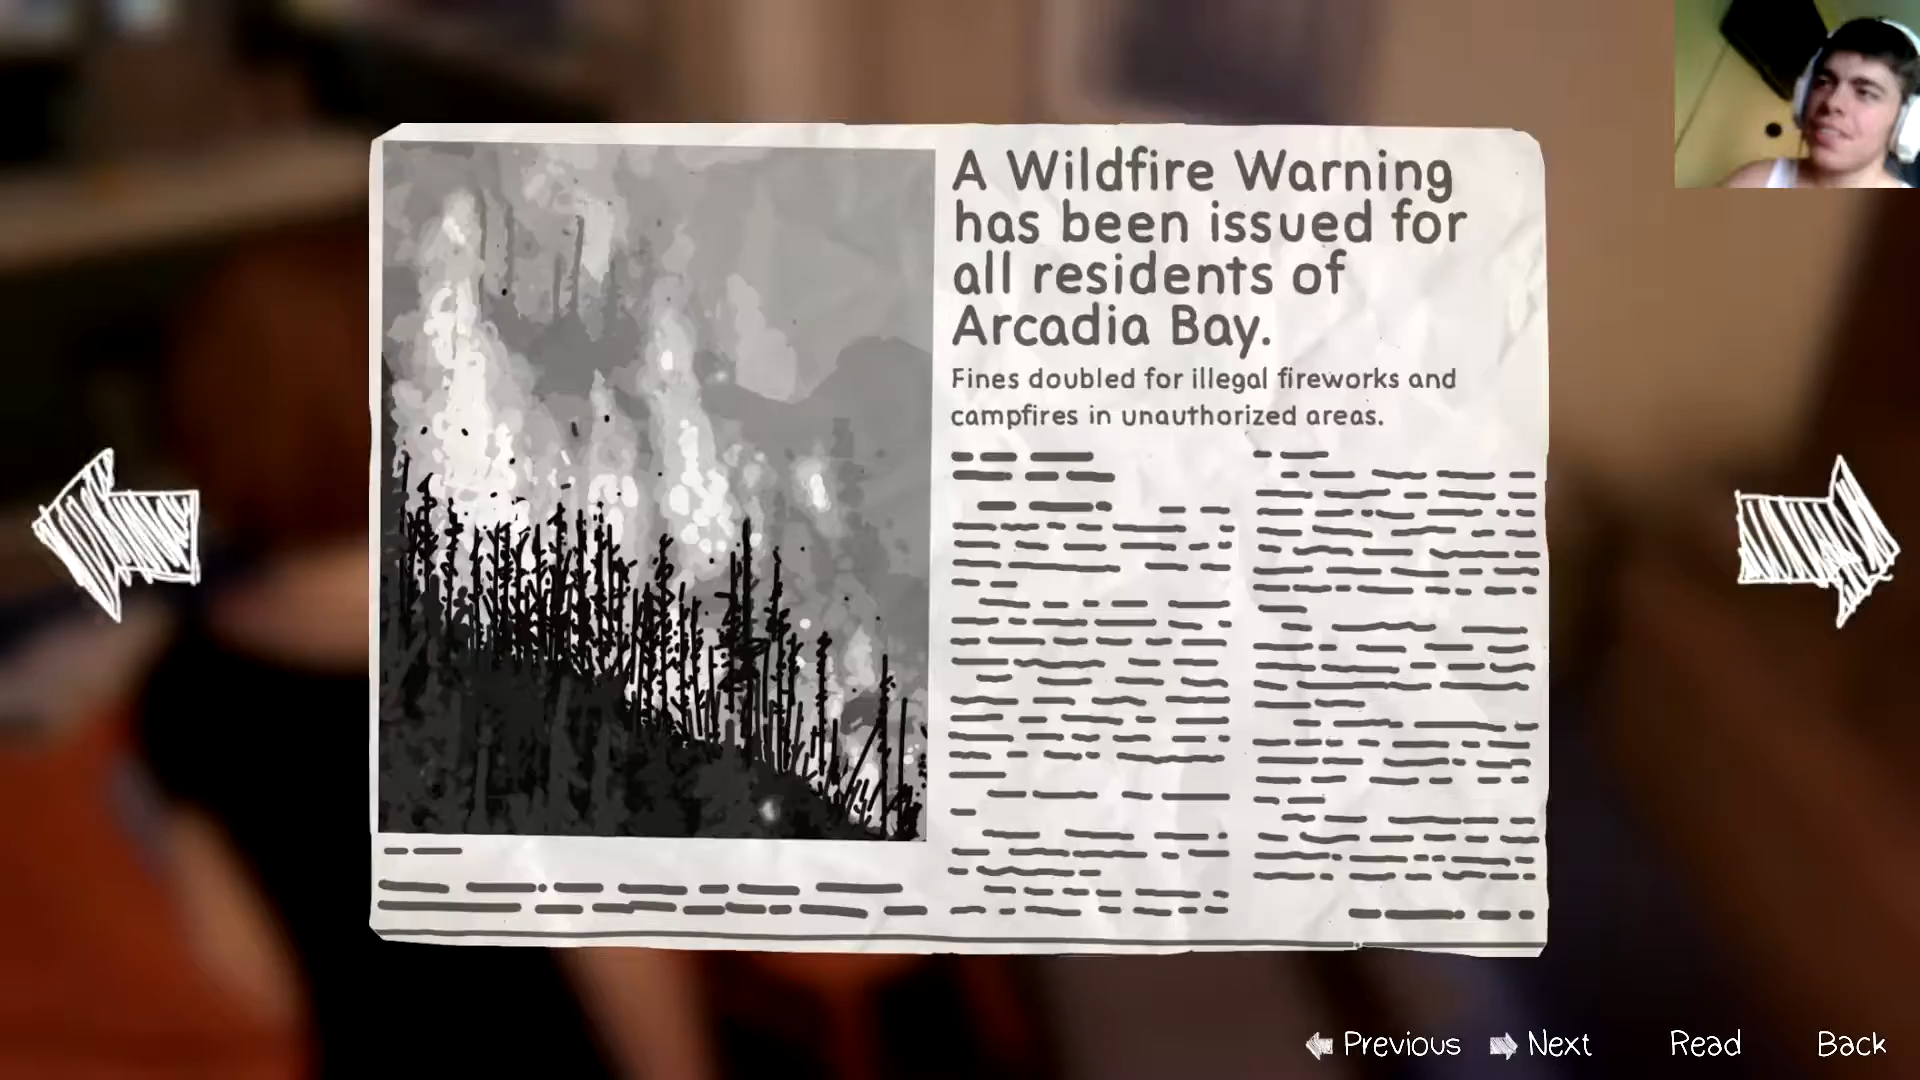 A Wildfire Warning
has been issued for
all residents of
Arcadia Bay.
Fines doubled for illegal fireworks and
campfires in unauthorized areas.
Previous Next Read Back